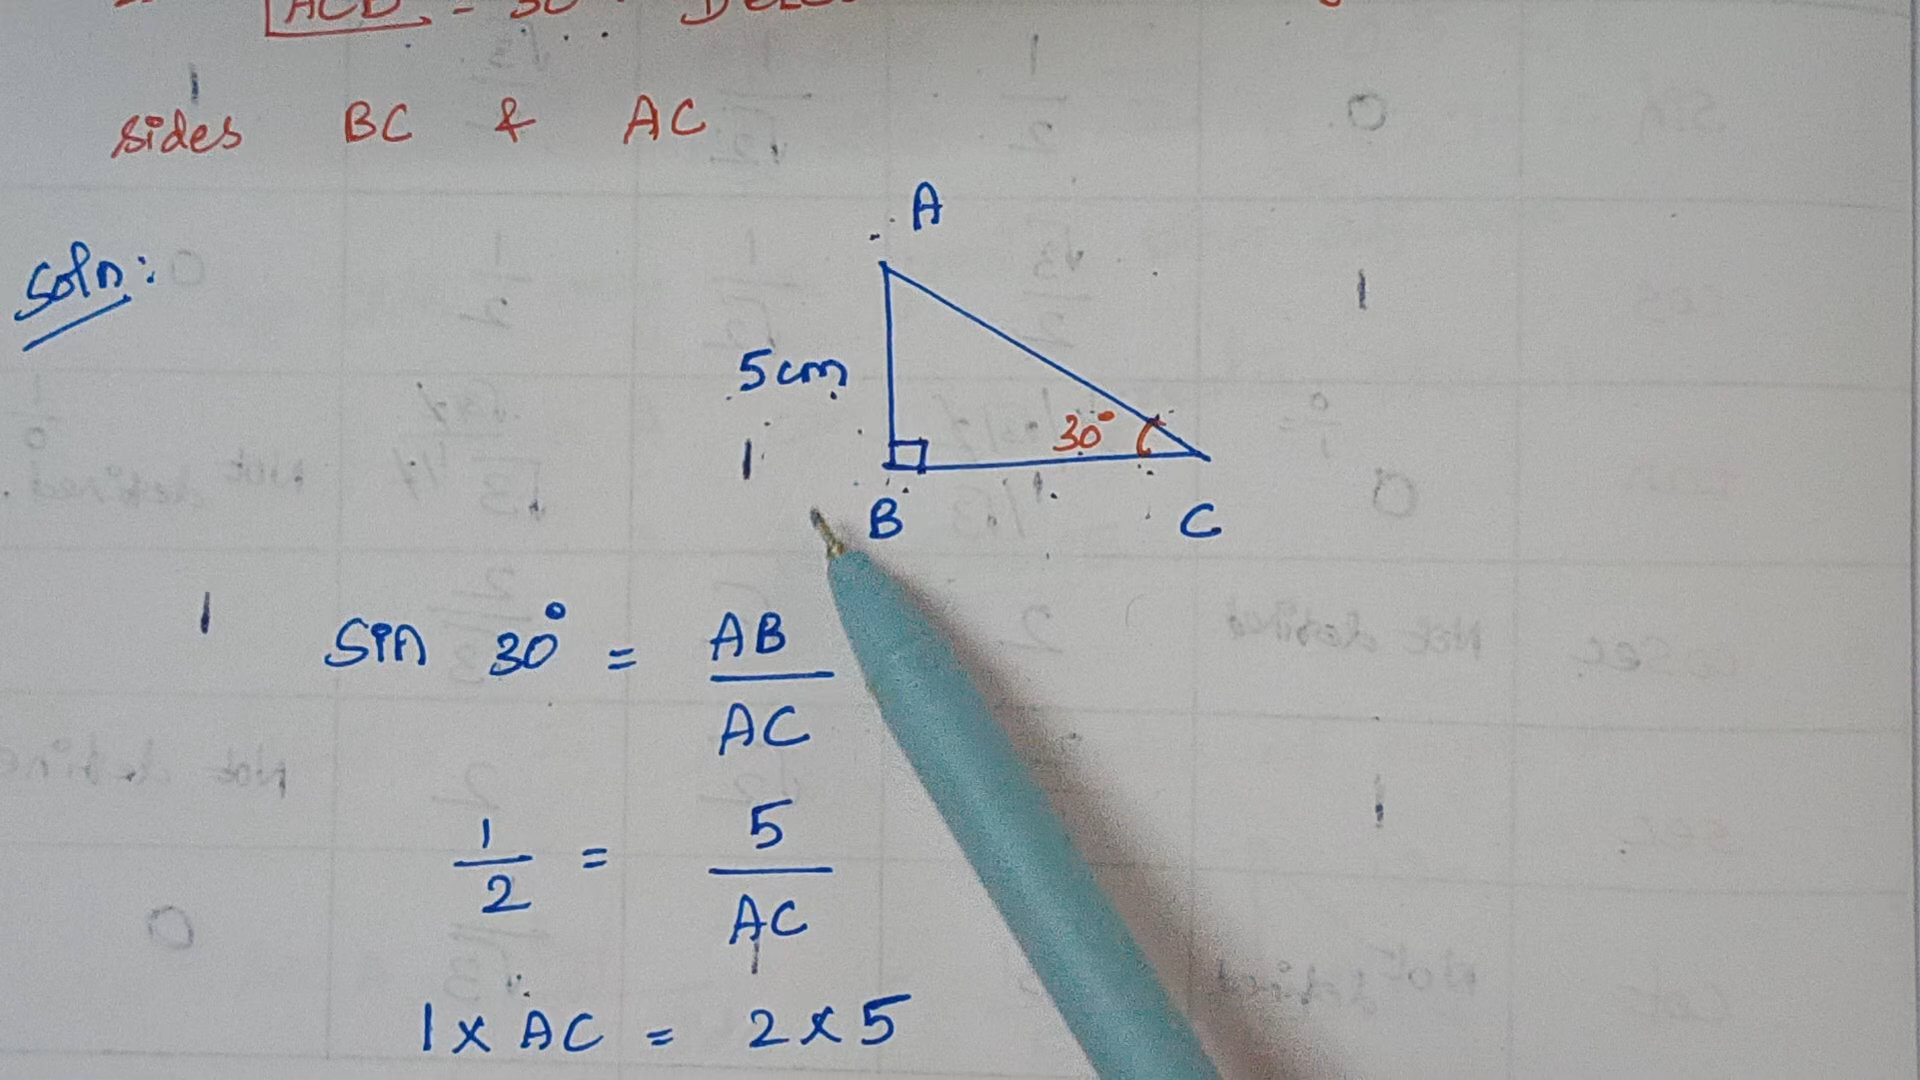 sides BC & AC
Soln:
A
5cm
30°
B C
Sin 30° = AB/AC
1/2 = 5/AC
1 x AC = 2 x 5